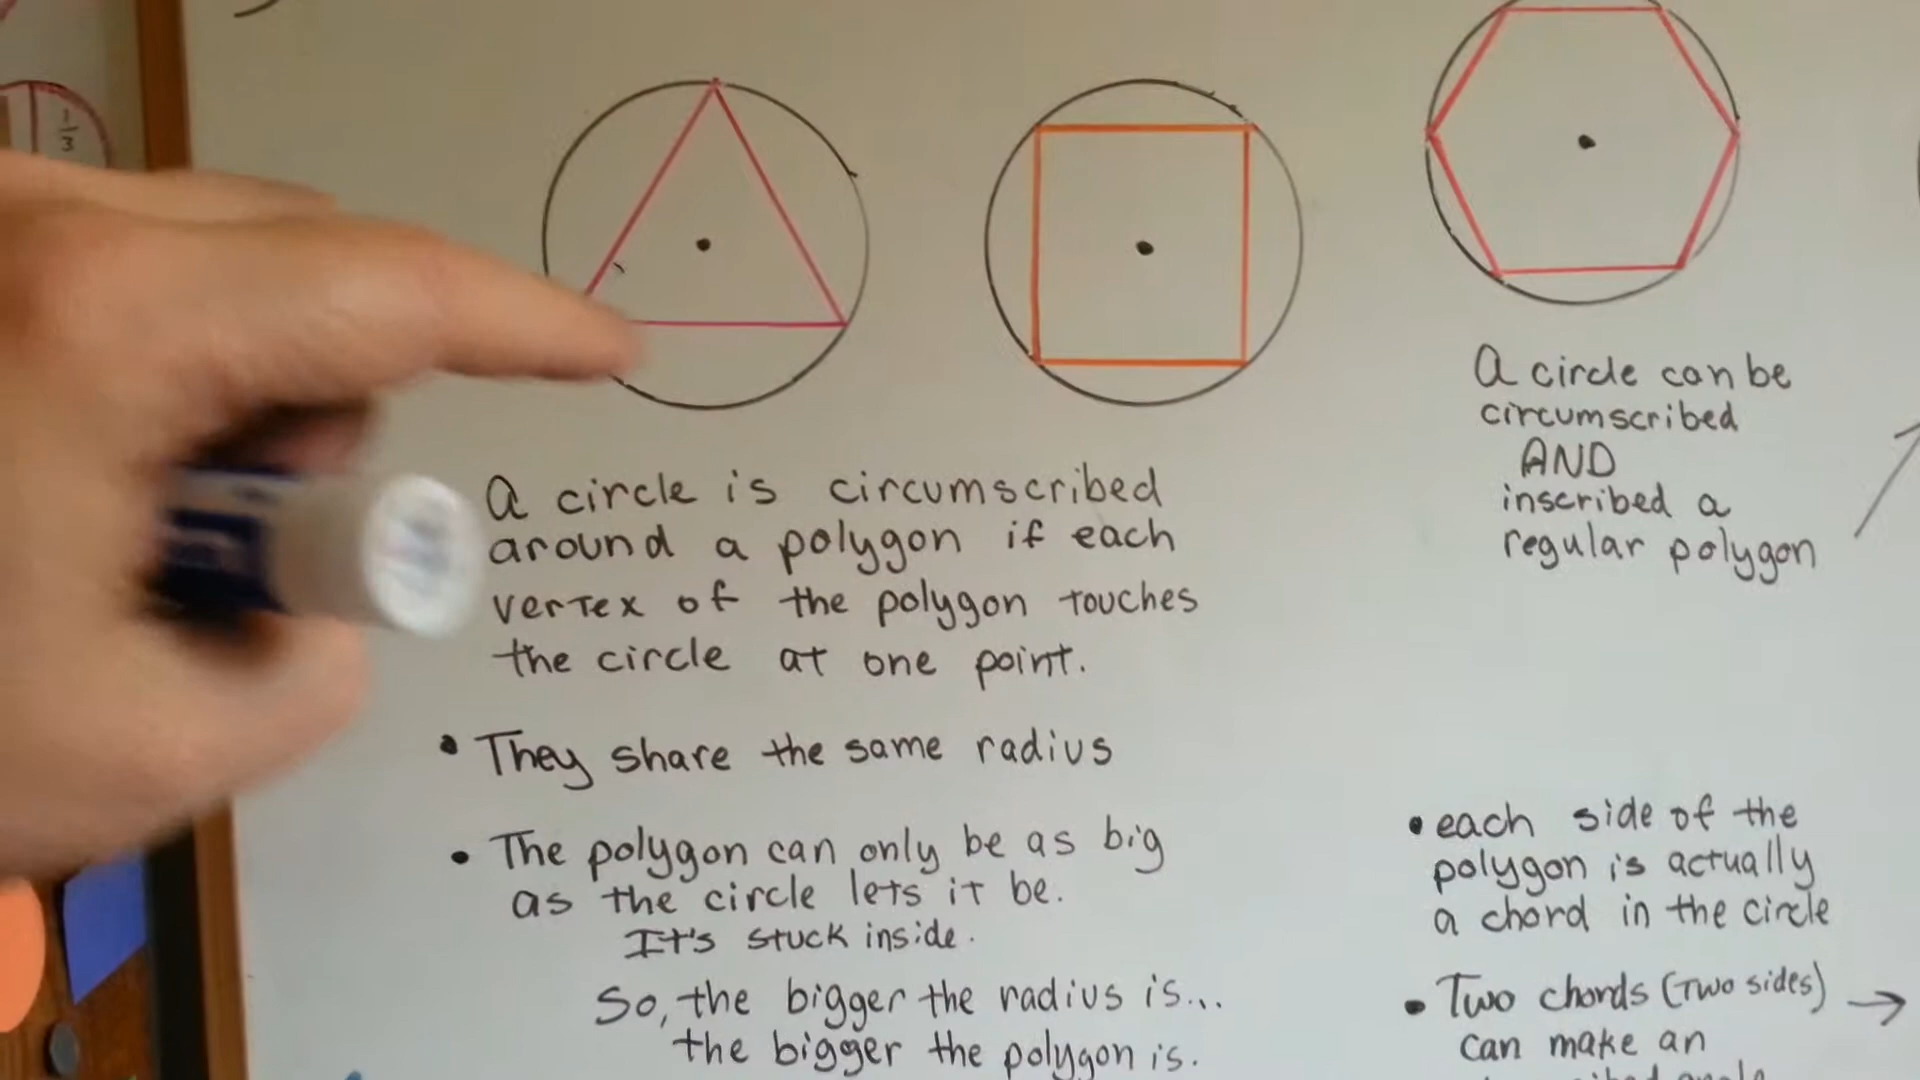 1/3
A circle is circumscribed
around a polygon if each
vertex of the polygon touches
the circle at one point.
• They share the same radius
• The polygon can only be as big
as the circle lets it be.
It's stuck inside.
So, the bigger the radius is...
the bigger the polygon is.
A circle can be
circumscribed
AND
inscribed a
regular polygon
• each side of the
polygon is actually
a chord in the circle
• Two chords (two sides) →
can make an